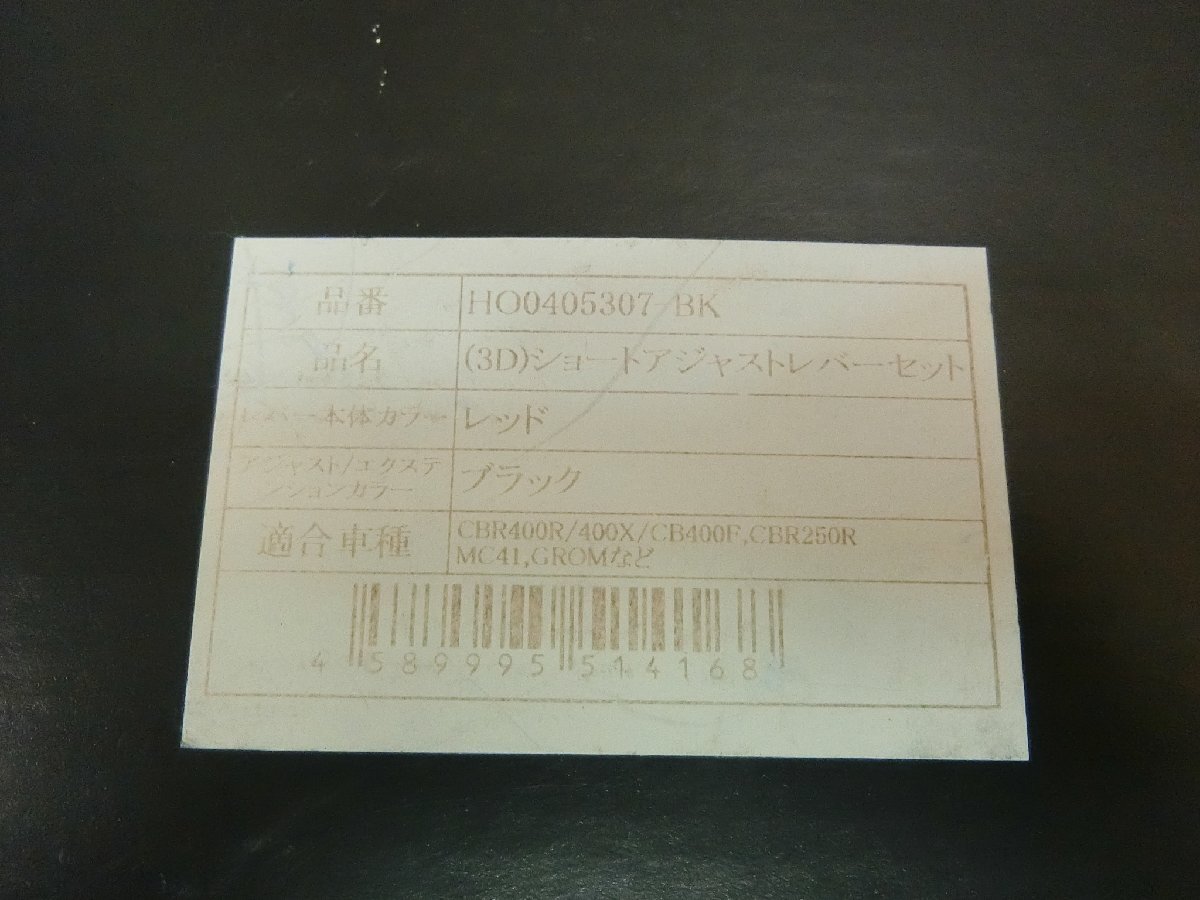 品番 HO0405307-BK
品名 (3D)ショートアジャストレバーセット
レバー本体カラー レッド
アジャスト/エクステ
ンションカラー ブラック
適合車種 CBR400R/400X/CB400F,CBR250R
MC41,GROMなど
4 589995 514168